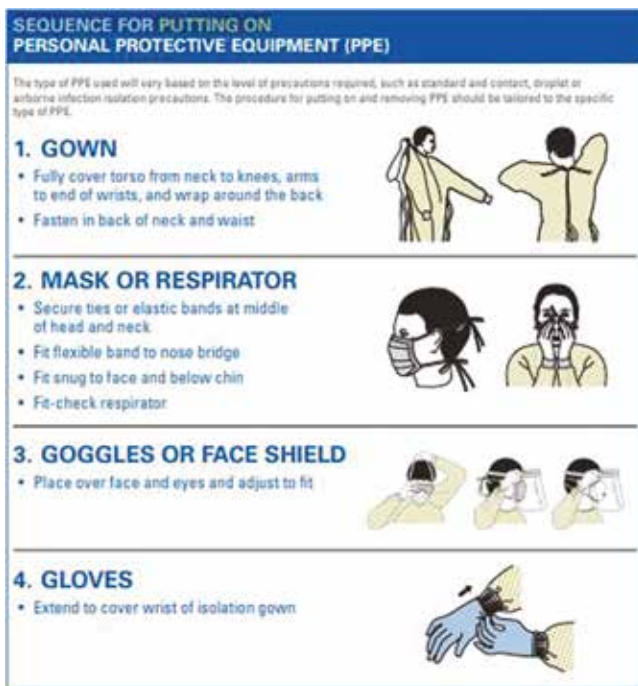 SEQUENCE FOR PUTTING ON
PERSONAL PROTECTIVE EQUIPMENT (PPE)
The type of PPE used will vary based on the level of precautions required, such as standard and contact, droplet or
airborne infection isolation precautions. The procedure for putting on and removing PPE should be tailored to the specific
type of PPE.
1. GOWN
• Fully cover torso from neck to knees, arms
to end of wrists, and wrap around the back
• Fasten in back of neck and waist
2. MASK OR RESPIRATOR
• Secure ties or elastic bands at middle
of head and neck
• Fit flexible band to nose bridge
• Fit snug to face and below chin
• Fit-check respirator
3. GOGGLES OR FACE SHIELD
• Place over face and eyes and adjust to fit
4. GLOVES
• Extend to cover wrist of isolation gown